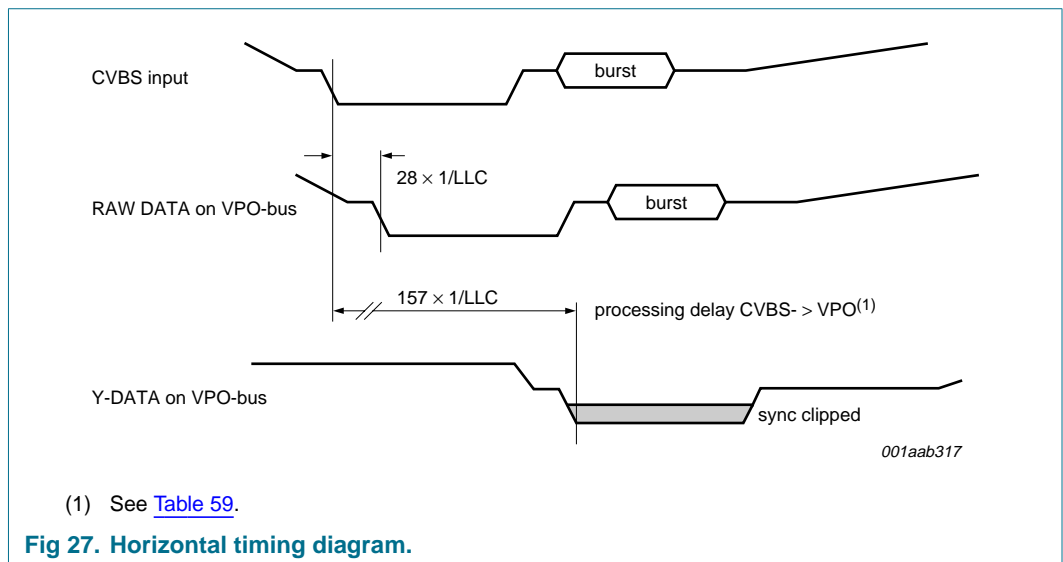 CVBS input
burst
28 × 1/LLC
RAW DATA on VPO-bus
burst
157 × 1/LLC
processing delay CVBS- > VPO(1)
Y-DATA on VPO-bus
sync clipped
001aab317
(1) See Table 59.
Fig 27. Horizontal timing diagram.